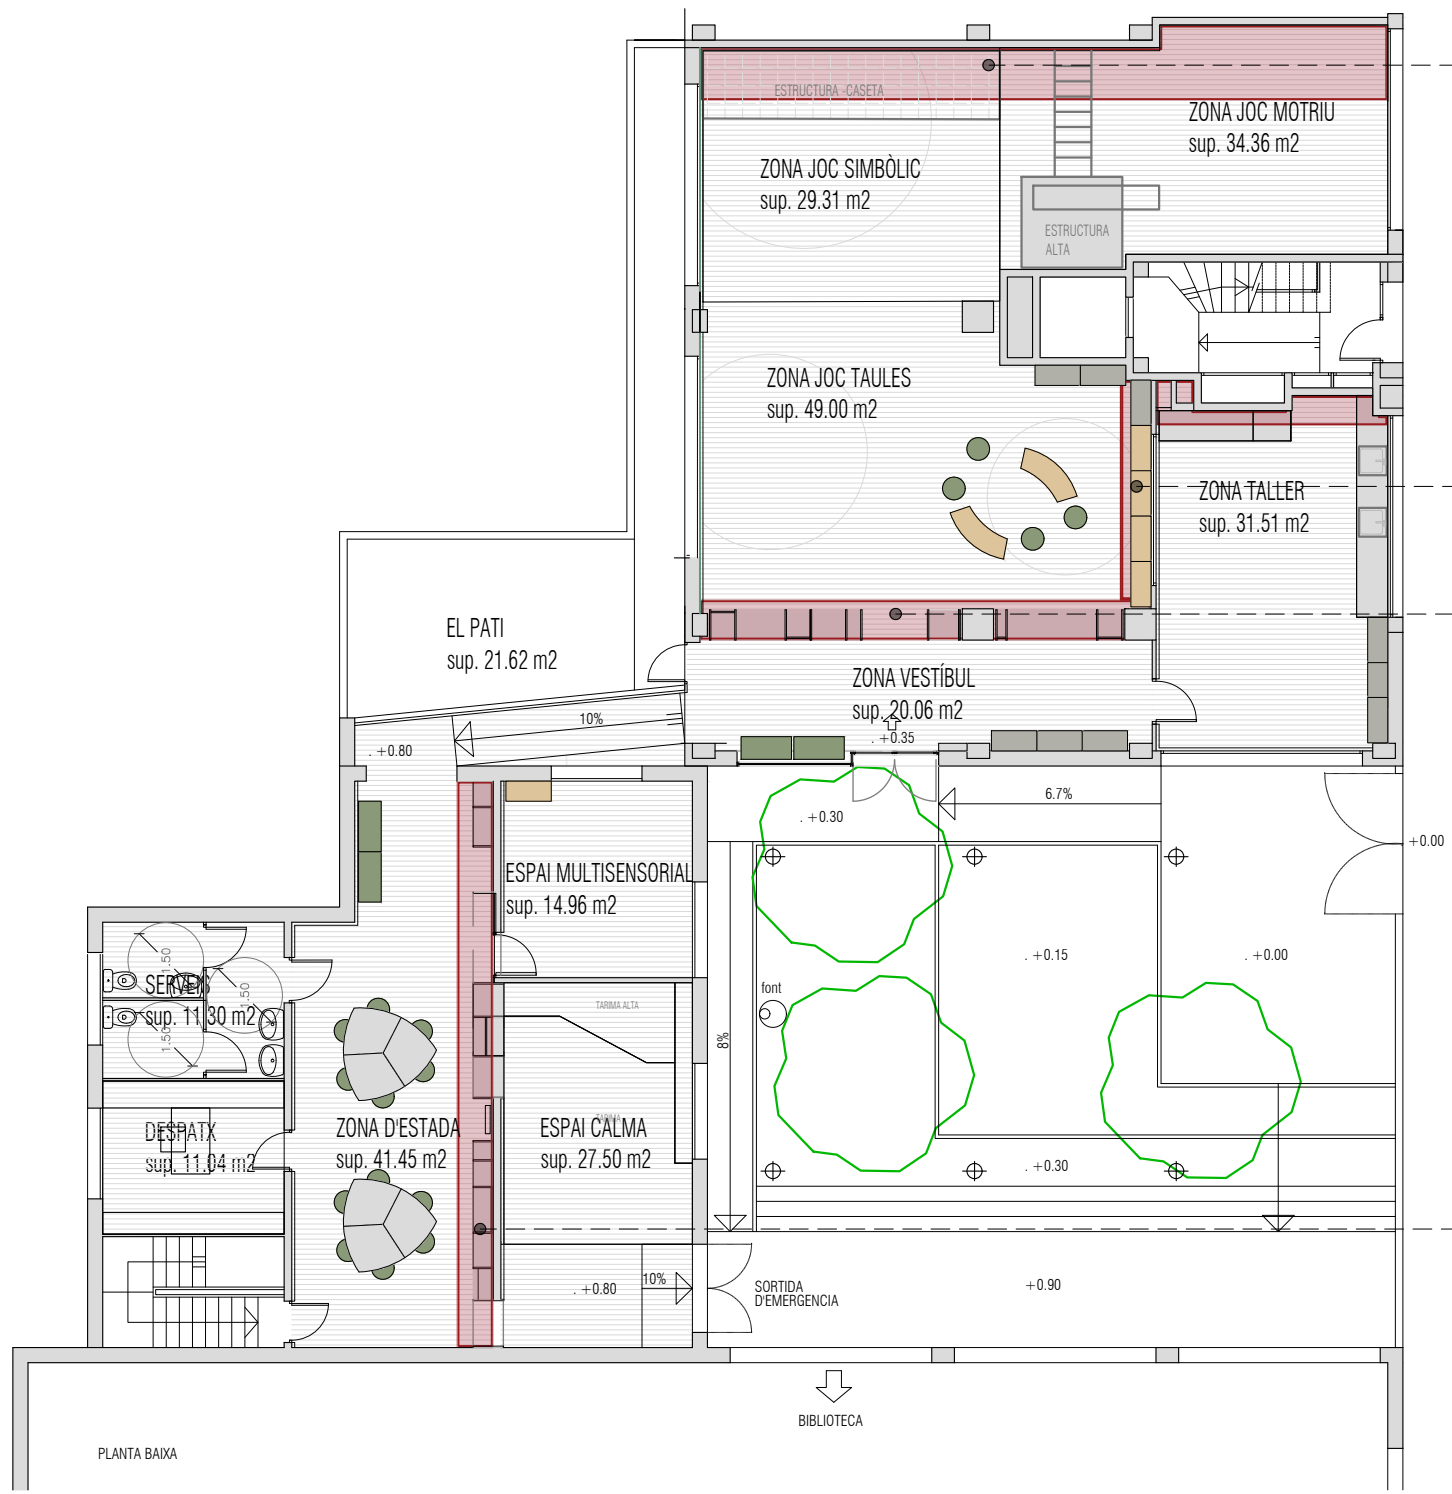 ESTRUCTURA -CASETA
ZONA JOC MOTRIU
sup. 34.36 m2
ZONA JOC SIMBÒLIC
sup. 29.31 m2
ESTRUCTURA
ALTA
ZONA JOC TAULES
sup. 49.00 m2
ZONA TALLER
sup. 31.51 m2
EL PATI
sup. 21.62 m2
ZONA VESTÍBUL
sup. 20.06 m2
10%
. +0.80
. +0.35
6.7%
. +0.30
+0.00
ESPAI MULTISENSORIAL
sup. 14.96 m2
1.50
SERVEIS
sup. 11.30 m2
1.50
1.50
. +0.15
. +0.00
font
8%
TARIMA ALTA
TARIMA
DESPATX
sup. 11.04 m2
ZONA D'ESTADA
sup. 41.45 m2
ESPAI CALMA
sup. 27.50 m2
. +0.30
. +0.80
10%
SORTIDA
D'EMERGENCIA
+0.90
BIBLIOTECA
PLANTA BAIXA